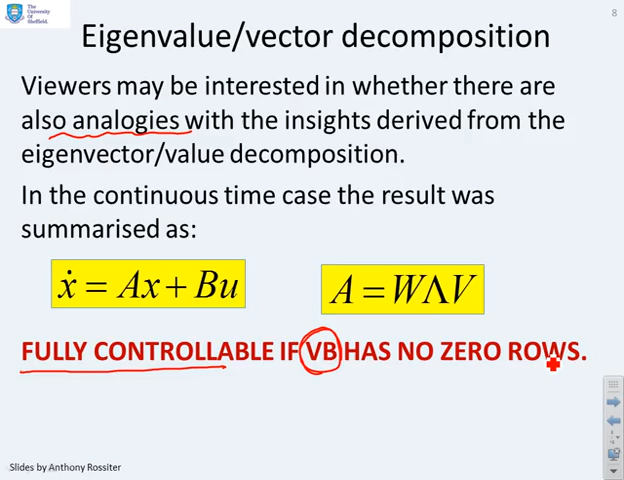 The
University
Of
Sheffield.
8
Eigenvalue/vector decomposition
Viewers may be interested in whether there are
also analogies with the insights derived from the
eigenvector/value decomposition.
In the continuous time case the result was
summarised as:
ẋ = Ax + Bu
A = WΛV
FULLY CONTROLLABLE IF VB HAS NO ZERO ROWS.
Slides by Anthony Rossiter